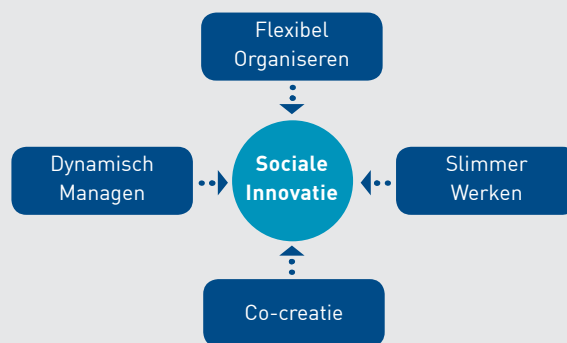 Flexibel
Organiseren
Dynamisch
Managen
Sociale
Innovatie
Slimmer
Werken
Co-creatie